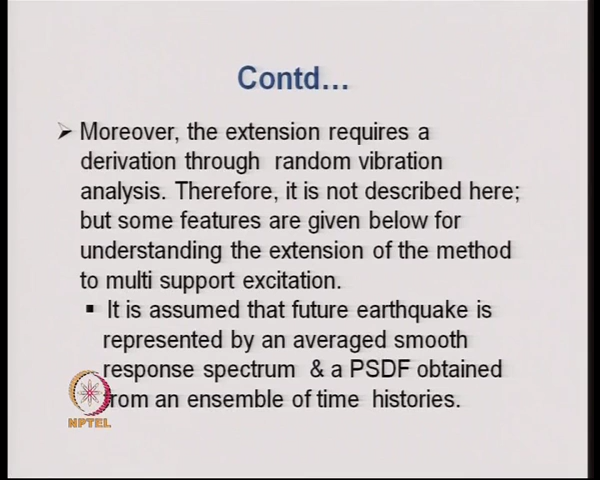 Contd...
➢ Moreover, the extension requires a
derivation through random vibration
analysis. Therefore, it is not described here;
but some features are given below for
understanding the extension of the method
to multi support excitation.
▪ It is assumed that future earthquake is
represented by an averaged smooth
response spectrum & a PSDF obtained
from an ensemble of time histories.
NPTEL